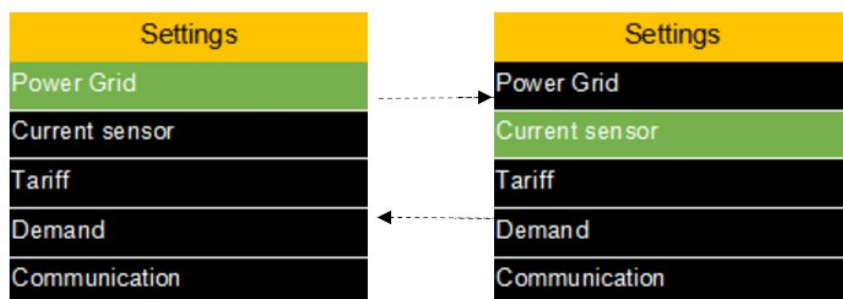 Settings
Power Grid
Current sensor
Tariff
Demand
Communication
Settings
Power Grid
Current sensor
Tariff
Demand
Communication